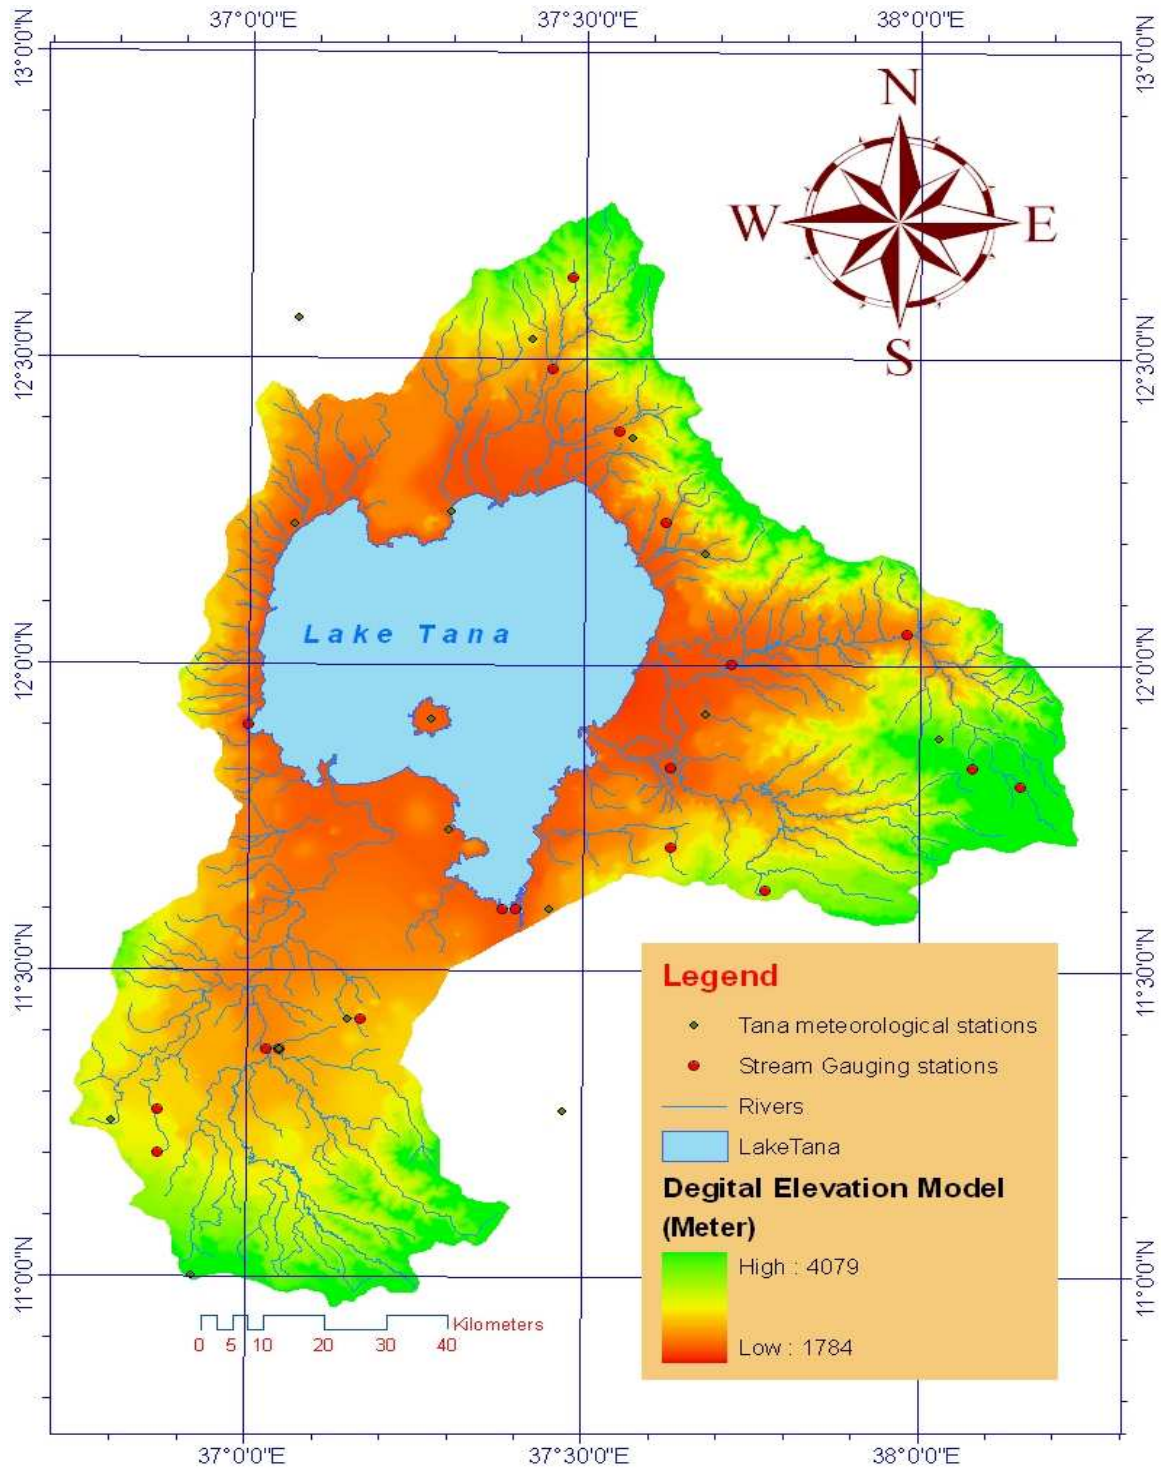 37°0'0"E 37°30'0"E 38°0'0"E
13°0'0"N 13°0'0"N
N
W E
S
12°30'0"N 12°30'0"N
Lake Tana
12°0'0"N 12°0'0"N
11°30'0"N 11°30'0"N
Legend
Tana meteorological stations
Stream Gauging stations
Rivers
LakeTana
Degital Elevation Model
(Meter)
High : 4079
Low : 1784
11°0'0"N 11°0'0"N
Kilometers
0 5 10 20 30 40
37°0'0"E 37°30'0"E 38°0'0"E